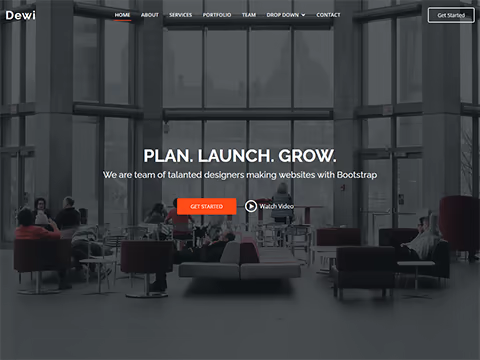 Dewi
HOME ABOUT SERVICES PORTFOLIO TEAM DROP DOWN CONTACT
Get Started
PLAN. LAUNCH. GROW.
We are team of talanted designers making websites with Bootstrap
GET STARTED
Watch Video